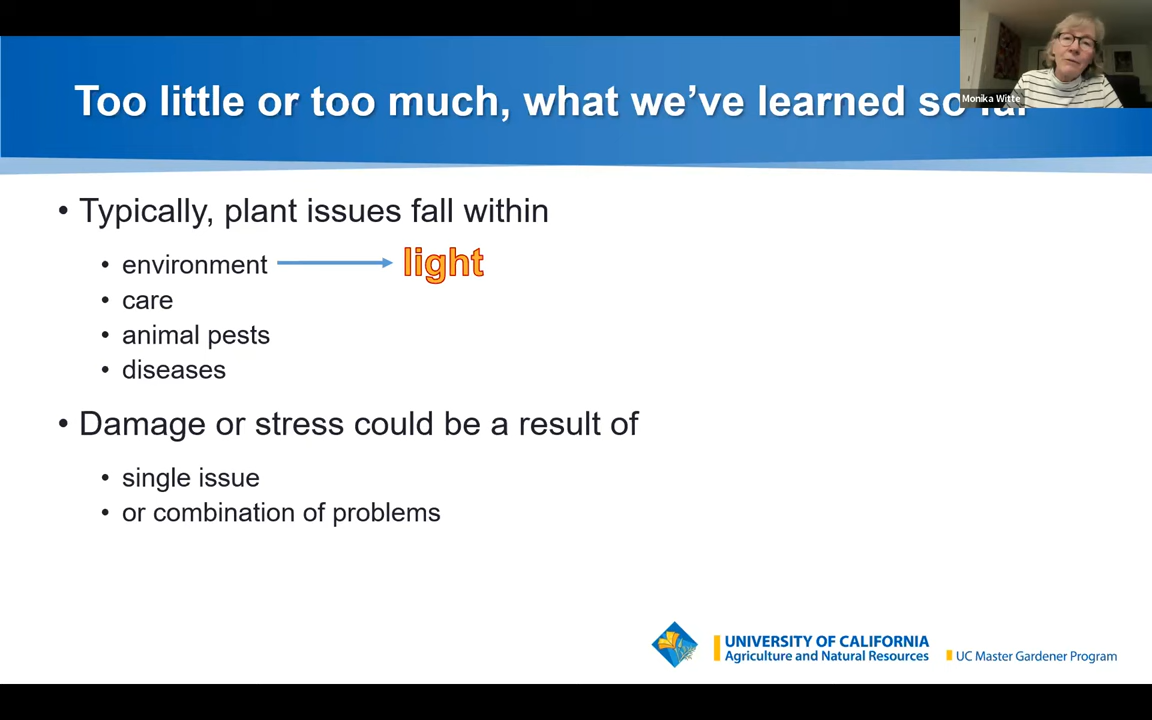 Too little or too much, what we've learned so far
Monika Witte
• Typically, plant issues fall within
• environment light
• care
• animal pests
• diseases
• Damage or stress could be a result of
• single issue
• or combination of problems
UNIVERSITY OF CALIFORNIA
Agriculture and Natural Resources
UC Master Gardener Program